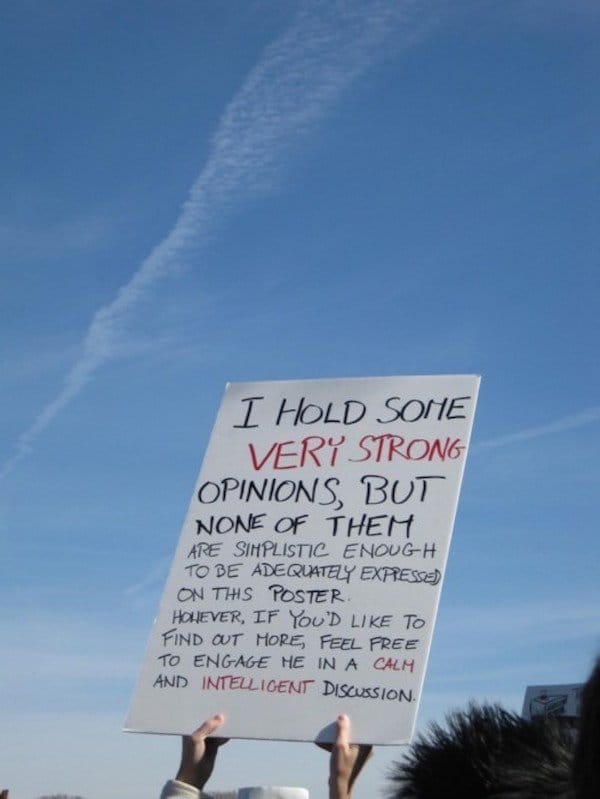 I HOLD SOME
VERY STRONG
OPINIONS, BUT
NONE OF THEM
ARE SIMPLISTIC ENOUGH
TO BE ADEQUATELY EXPRESSED
ON THIS POSTER.
HOWEVER, IF YOU'D LIKE TO
FIND OUT MORE, FEEL FREE
TO ENGAGE ME IN A CALM
AND INTELLIGENT DISCUSSION.